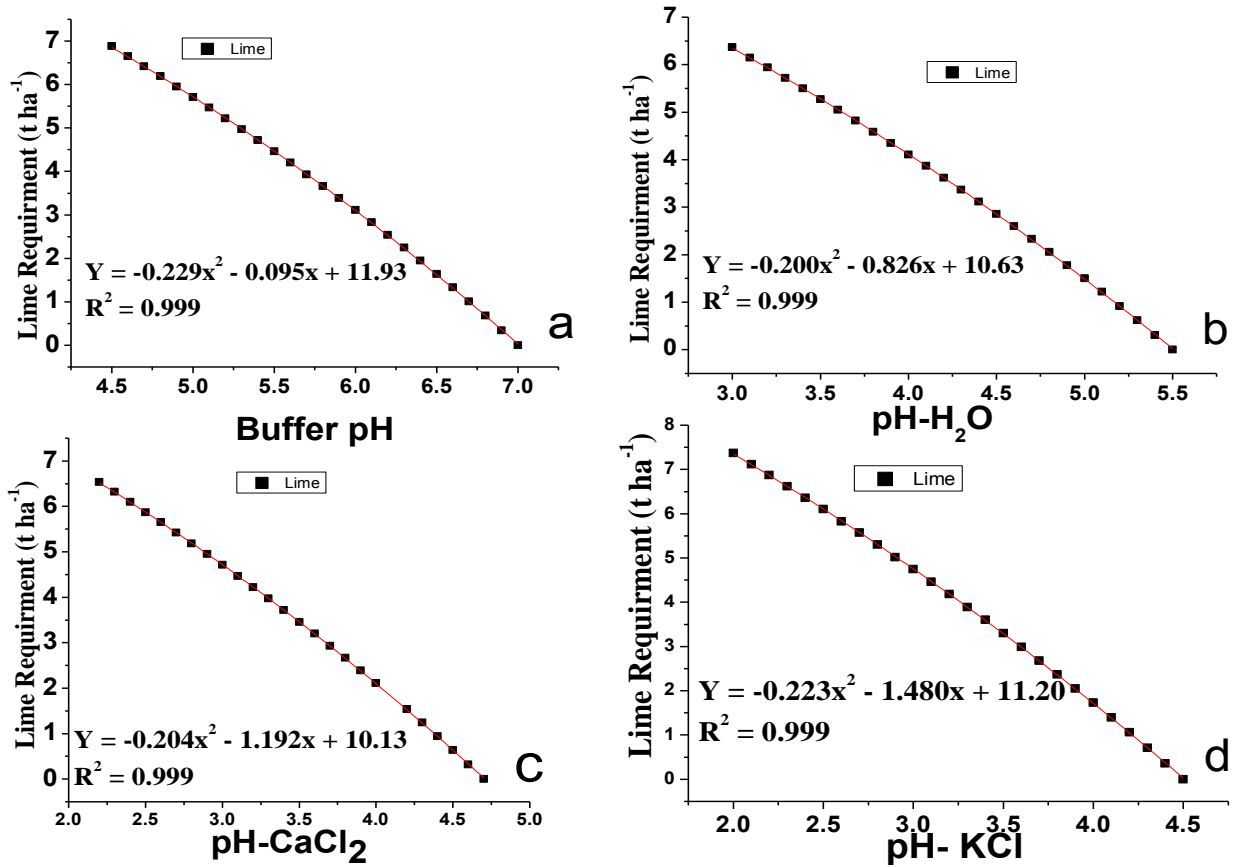 Lime Requirment (t ha-1)
7
6
5
4
3
2
1
0
Lime
Y = -0.229x2 - 0.095x + 11.93
R2 = 0.999
a
4.5 5.0 5.5 6.0 6.5 7.0
Buffer pH
Lime Requirment (t ha-1)
7
6
5
4
3
2
1
0
Lime
Y = -0.200x2 - 0.826x + 10.63
R2 = 0.999
b
3.0 3.5 4.0 4.5 5.0 5.5
pH-H2O
Lime Requirment (t ha-1)
7
6
5
4
3
2
1
0
Lime
Y = -0.204x2 - 1.192x + 10.13
R2 = 0.999
c
2.0 2.5 3.0 3.5 4.0 4.5 5.0
pH-CaCl2
Lime Requirment (t ha-1)
8
7
6
5
4
3
2
1
0
Lime
Y = -0.223x2 - 1.480x + 11.20
R2 = 0.999
d
2.0 2.5 3.0 3.5 4.0 4.5
pH- KCl